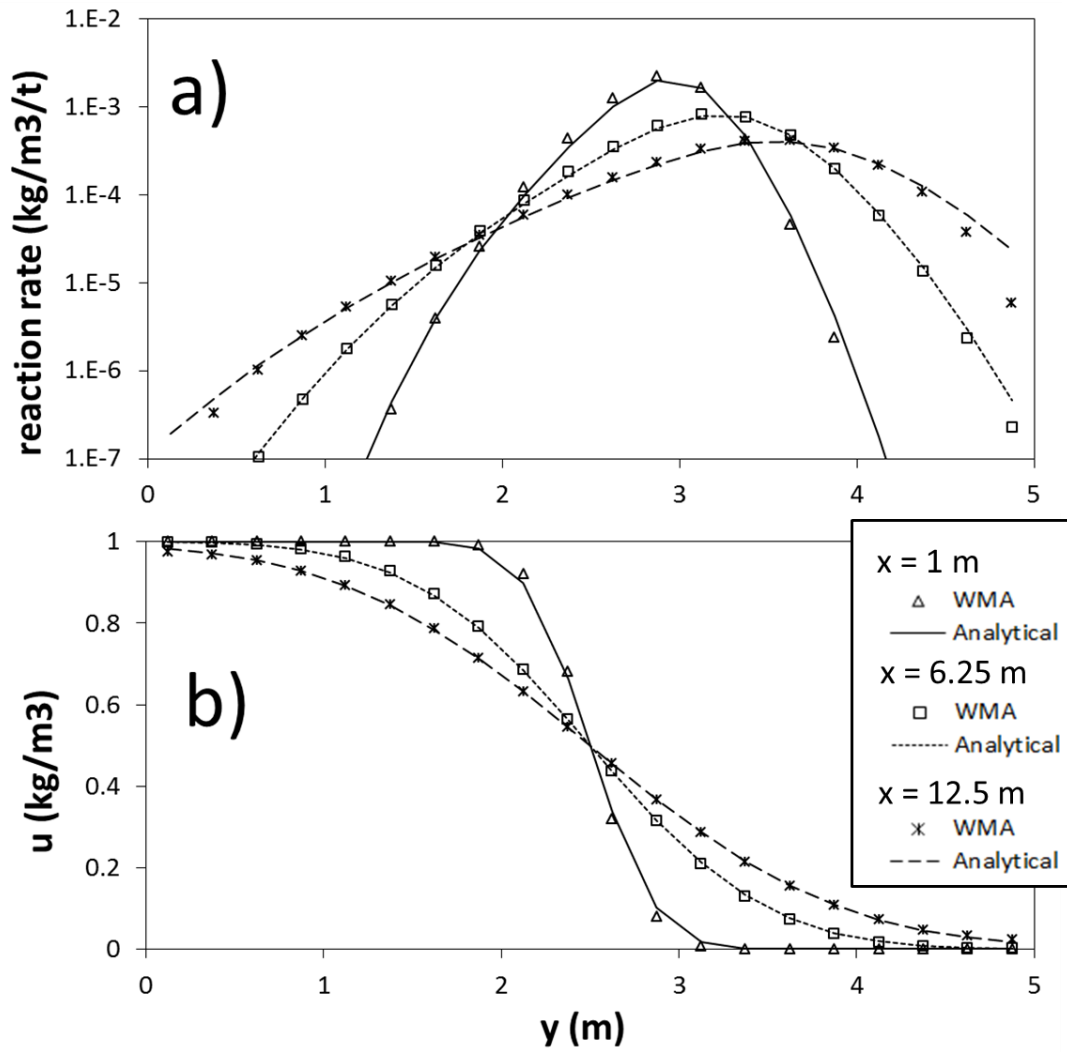 a)
reaction rate (kg/m3/t)
1.E-2
1.E-3
1.E-4
1.E-5
1.E-6
1.E-7
0 1 2 3 4 5
b)
u (kg/m3)
1
0.8
0.6
0.4
0.2
0
0 1 2 3 4 5
y (m)
x = 1 m
WMA
Analytical
x = 6.25 m
WMA
Analytical
x = 12.5 m
WMA
Analytical